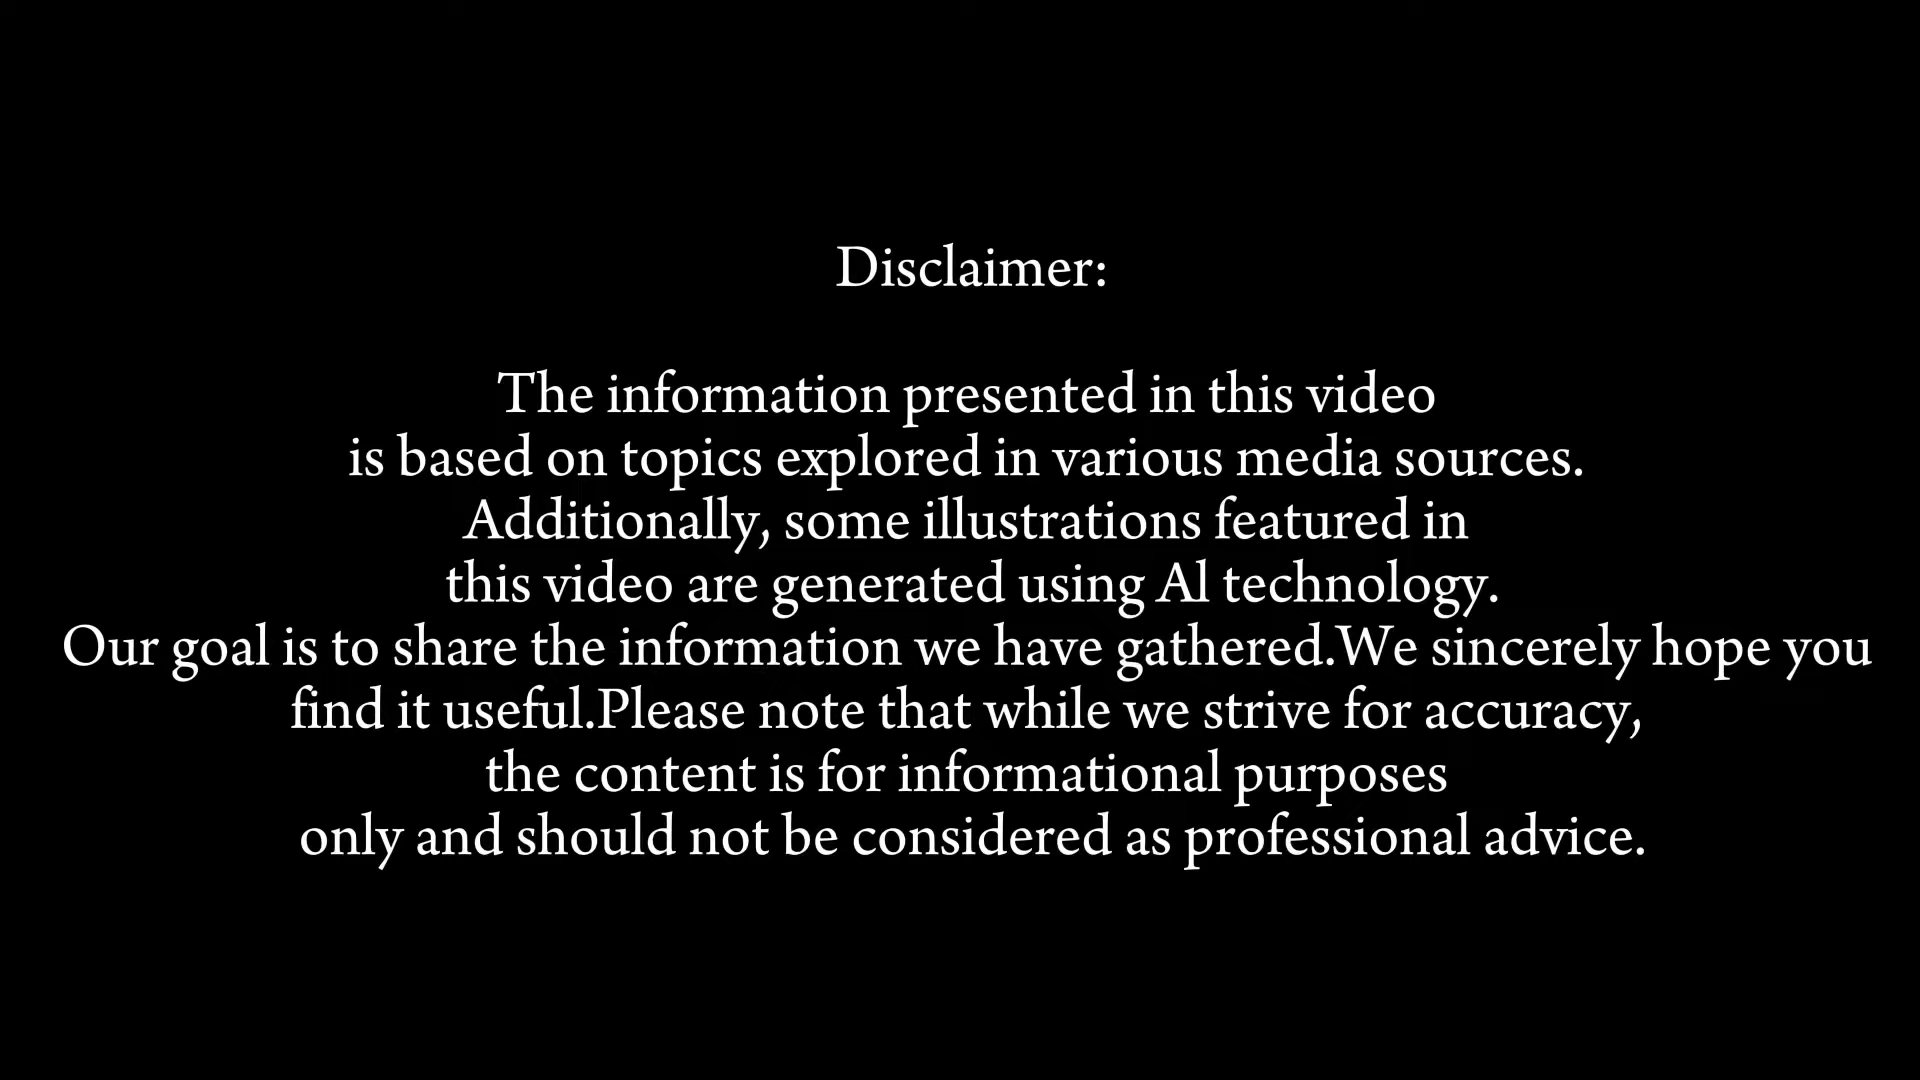 Disclaimer:
The information presented in this video
is based on topics explored in various media sources.
Additionally, some illustrations featured in
this video are generated using Al technology.
Our goal is to share the information we have gathered.We sincerely hope you
find it useful.Please note that while we strive for accuracy,
the content is for informational purposes
only and should not be considered as professional advice.